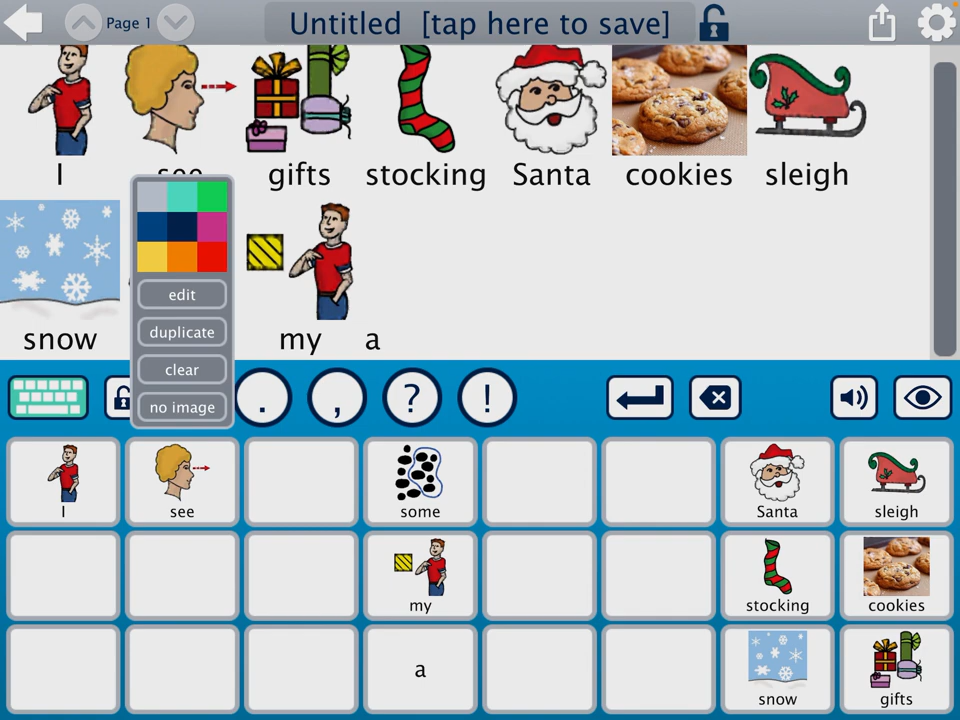 Page 1
Untitled [tap here to save]
I see gifts stocking Santa cookies sleigh
edit
duplicate
clear
no image
snow my a
. , ? !
I see some Santa sleigh
my stocking cookies
a snow gifts